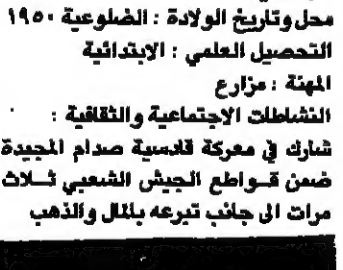 محل وتاريخ الولادة : الضلوعية ١٩٥٠
التحصيل العلمي : الابتدائية
المهنة : مزارع
النشاطات الاجتماعية والثقافية :
شارك في معركة قادسية صدام المجيدة
ضمن قواطع الجيش الشعبي ثلاث
مرات الى جانب تبرعه بالمال والذهب